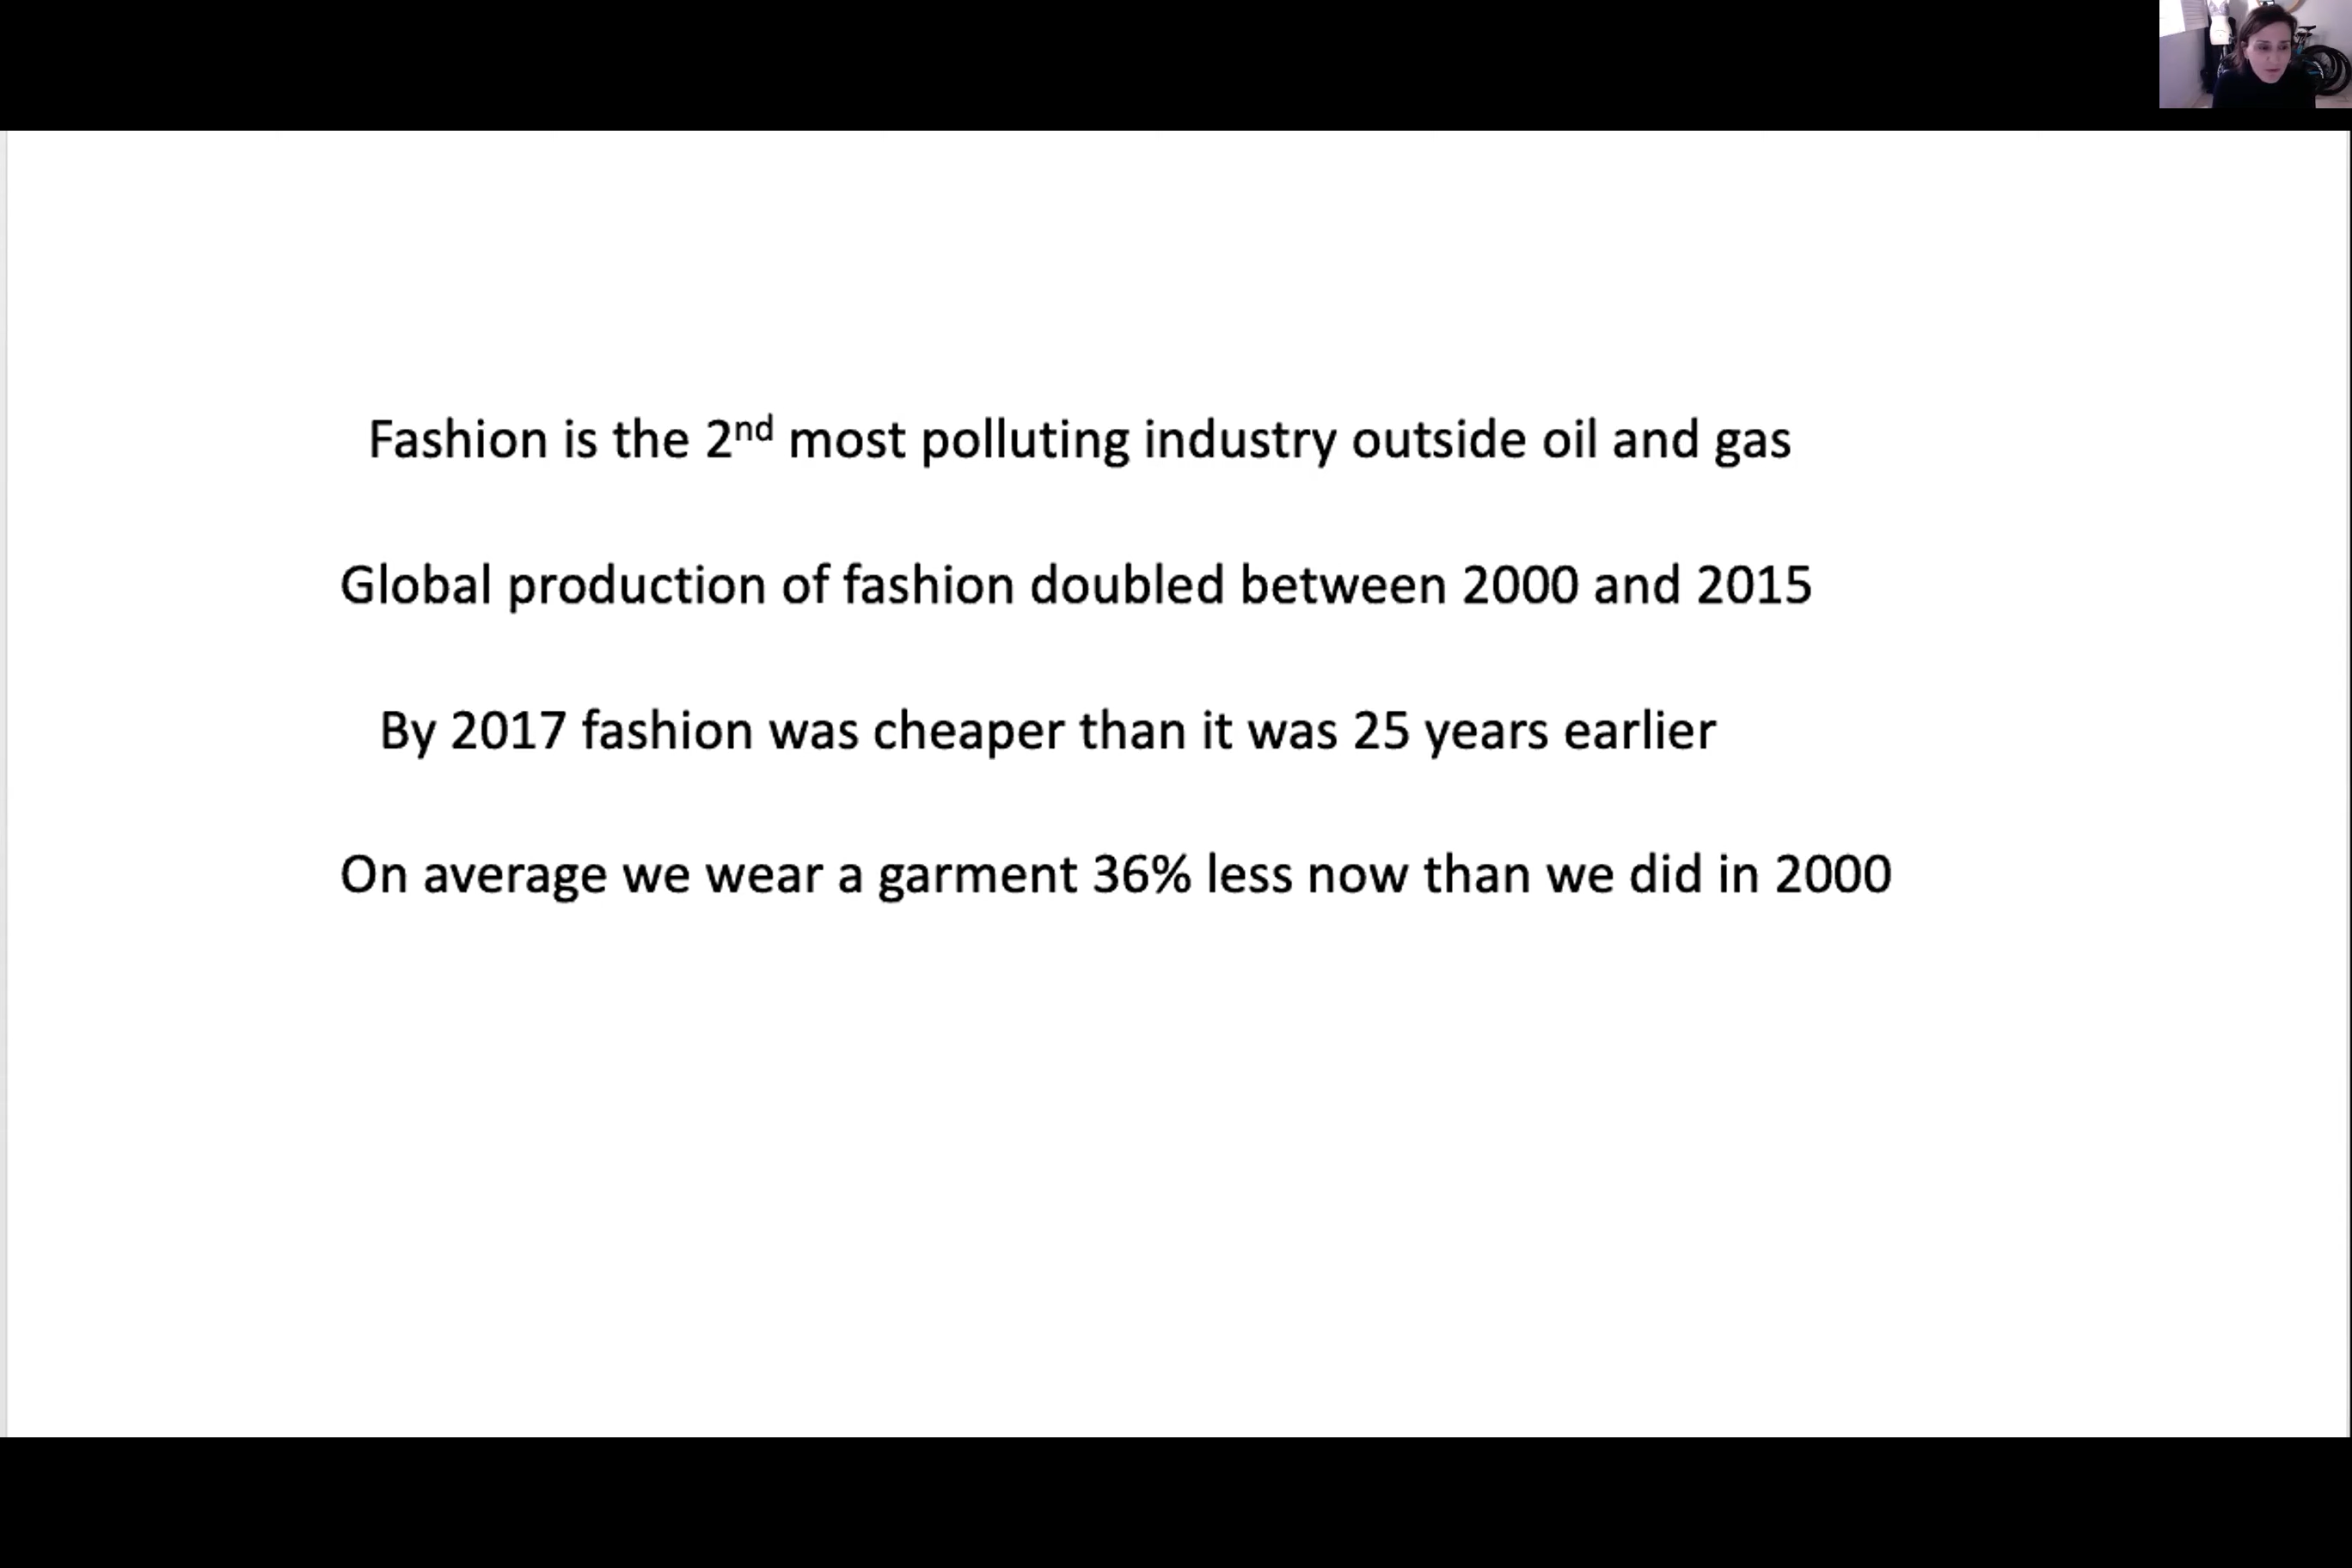 Fashion is the 2nd most polluting industry outside oil and gas
Global production of fashion doubled between 2000 and 2015
By 2017 fashion was cheaper than it was 25 years earlier
On average we wear a garment 36% less now than we did in 2000